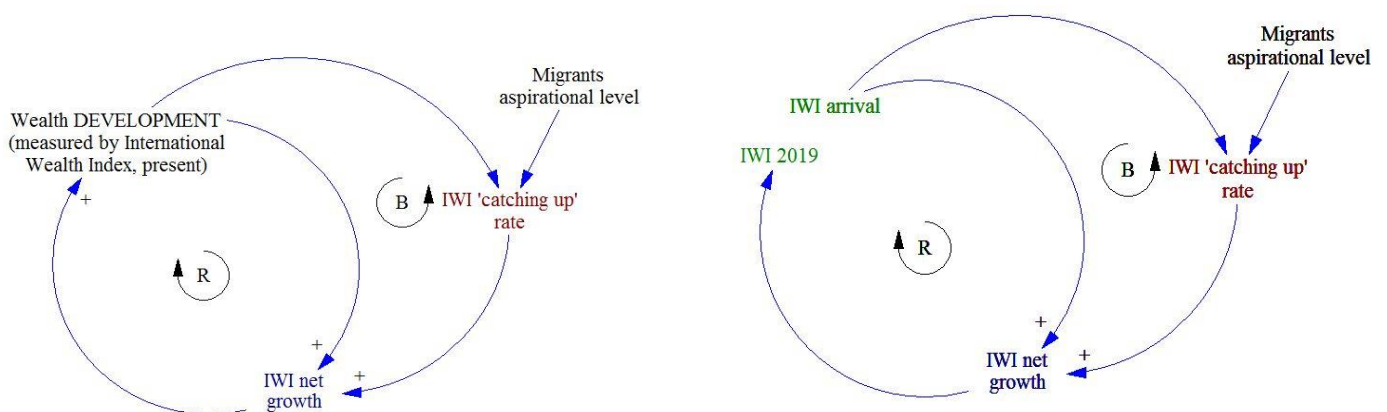 Migrants
aspirational level
Wealth DEVELOPMENT
(measured by International
Wealth Index, present)
+
B
IWI 'catching up'
rate
R
+
+
IWI net
growth
Migrants
aspirational level
IWI arrival
IWI 2019
B
IWI 'catching up'
rate
R
+
+
IWI net
growth